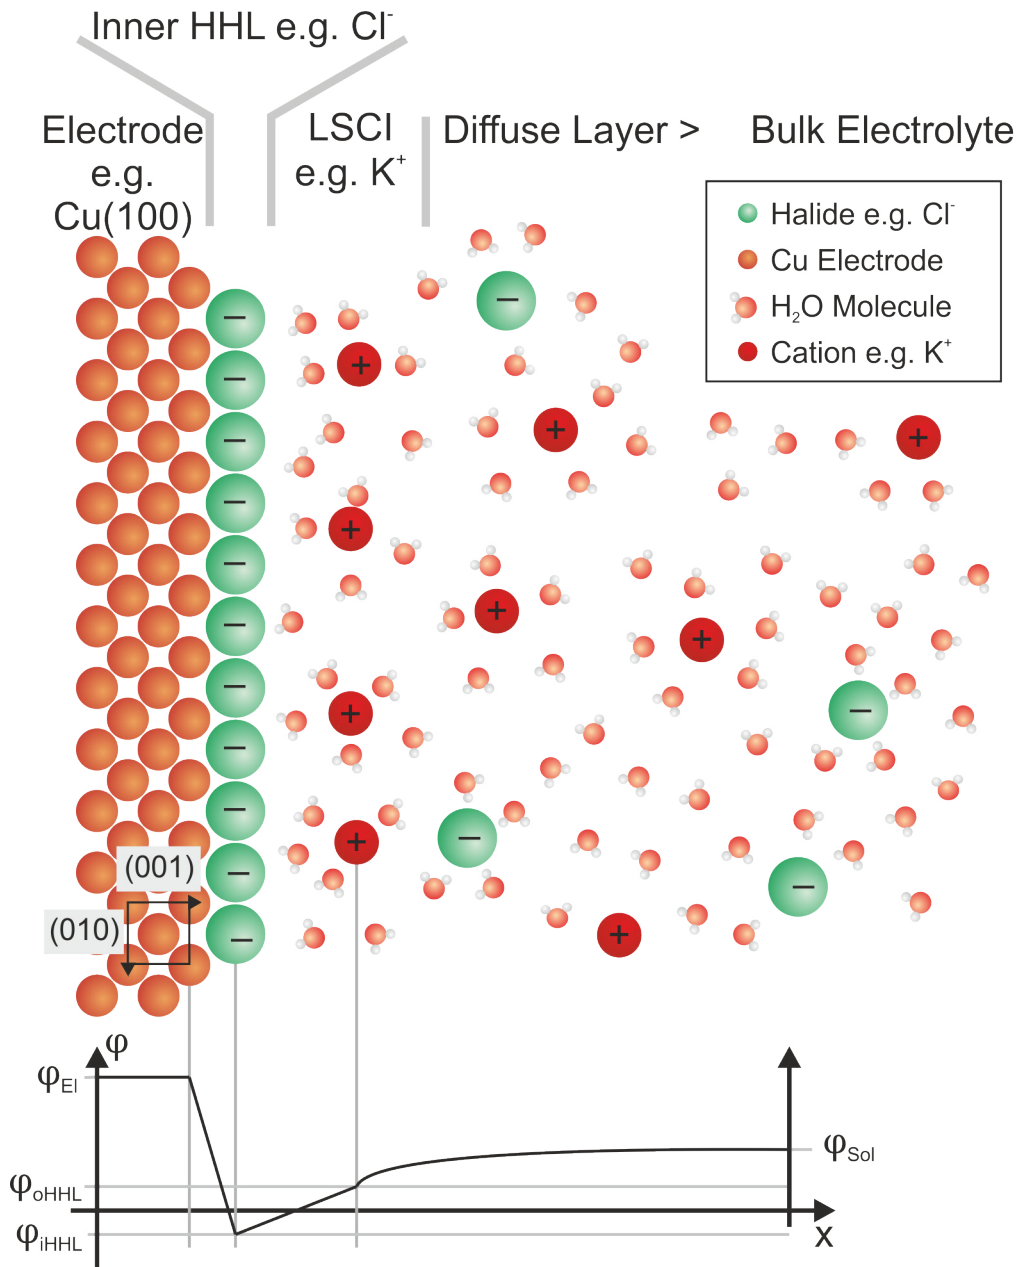 Inner HHL e.g. Cl⁻
Electrode
e.g.
Cu(100)
LSCI
e.g. K⁺
Diffuse Layer >
Bulk Electrolyte
Halide e.g. Cl⁻
Cu Electrode
H₂O Molecule
Cation e.g. K⁺
(001)
(010)
φ
φEl
φSol
φoHHL
φiHHL
x